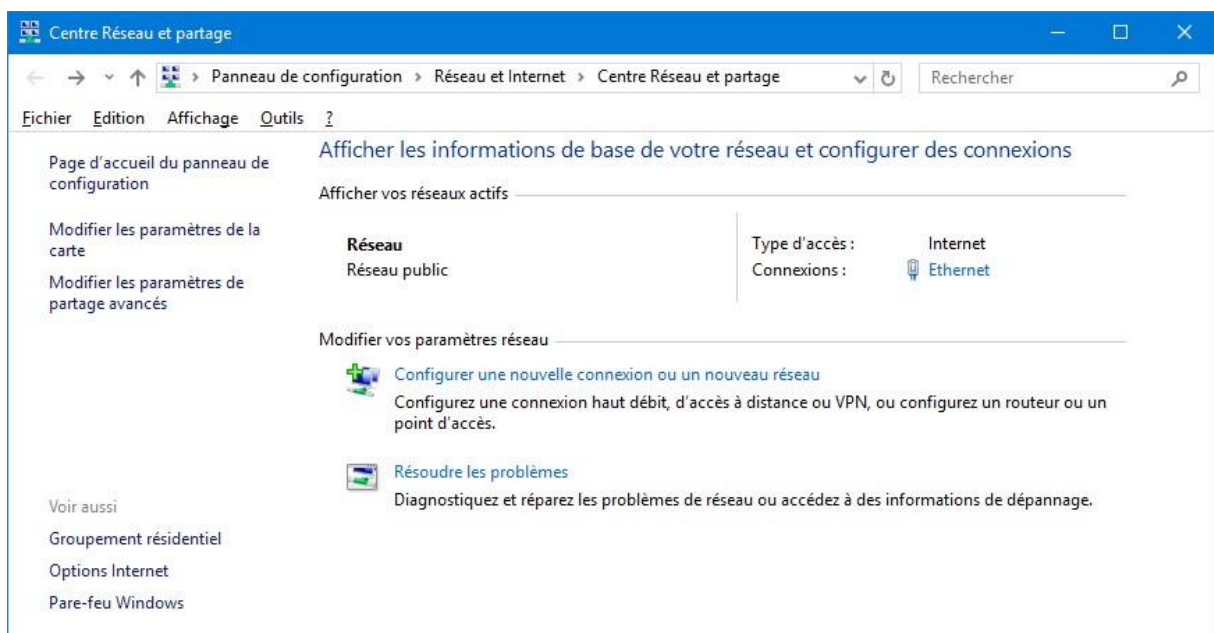 Centre Réseau et partage
Panneau de configuration › Réseau et Internet › Centre Réseau et partage
Rechercher
Fichier Edition Affichage Outils ?
Page d'accueil du panneau de
configuration
Modifier les paramètres de la
carte
Modifier les paramètres de
partage avancés
Voir aussi
Groupement résidentiel
Options Internet
Pare-feu Windows
Afficher les informations de base de votre réseau et configurer des connexions
Afficher vos réseaux actifs
Réseau
Réseau public
Type d'accès : Internet
Connexions : Ethernet
Modifier vos paramètres réseau
Configurer une nouvelle connexion ou un nouveau réseau
Configurez une connexion haut débit, d'accès à distance ou VPN, ou configurez un routeur ou un
point d'accès.
Résoudre les problèmes
Diagnostiquez et réparez les problèmes de réseau ou accédez à des informations de dépannage.